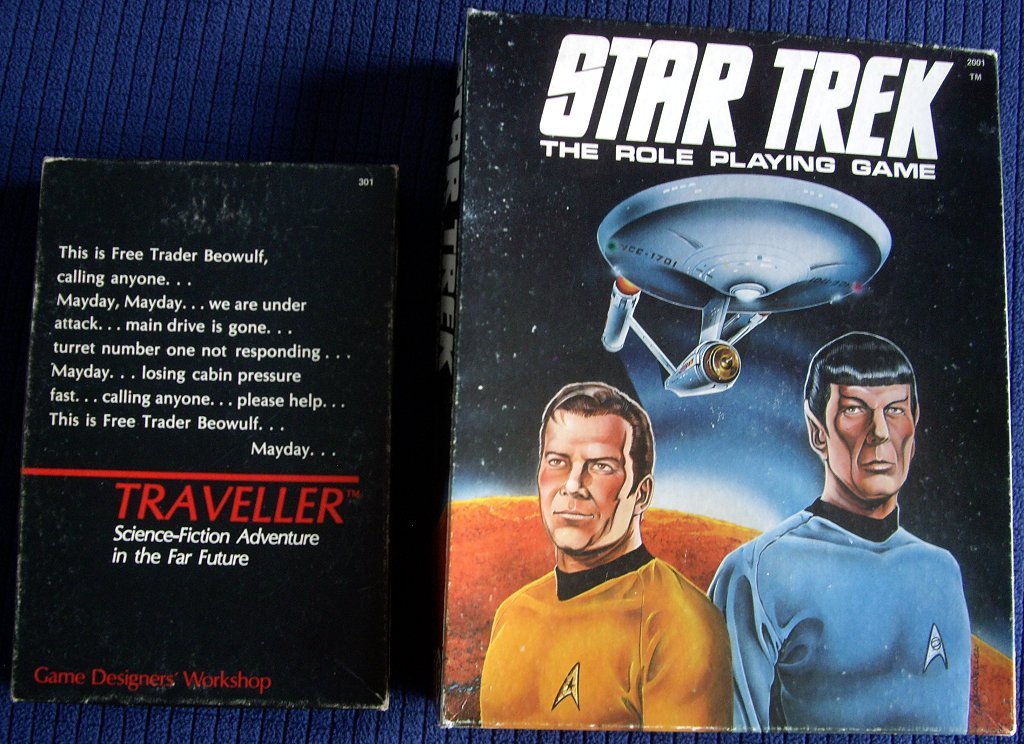 301
This is Free Trader Beowulf,
calling anyone. . .
Mayday, Mayday. . . we are under
attack. . . main drive is gone. . .
turret number one not responding . . .
Mayday. . . losing cabin pressure
fast. . . calling anyone. . . please help. . .
This is Free Trader Beowulf. . .
Mayday. . .
TRAVELLER™
Science-Fiction Adventure
in the Far Future
Game Designers' Workshop
STAR TREK
2001
TM
STAR TREK
THE ROLE PLAYING GAME